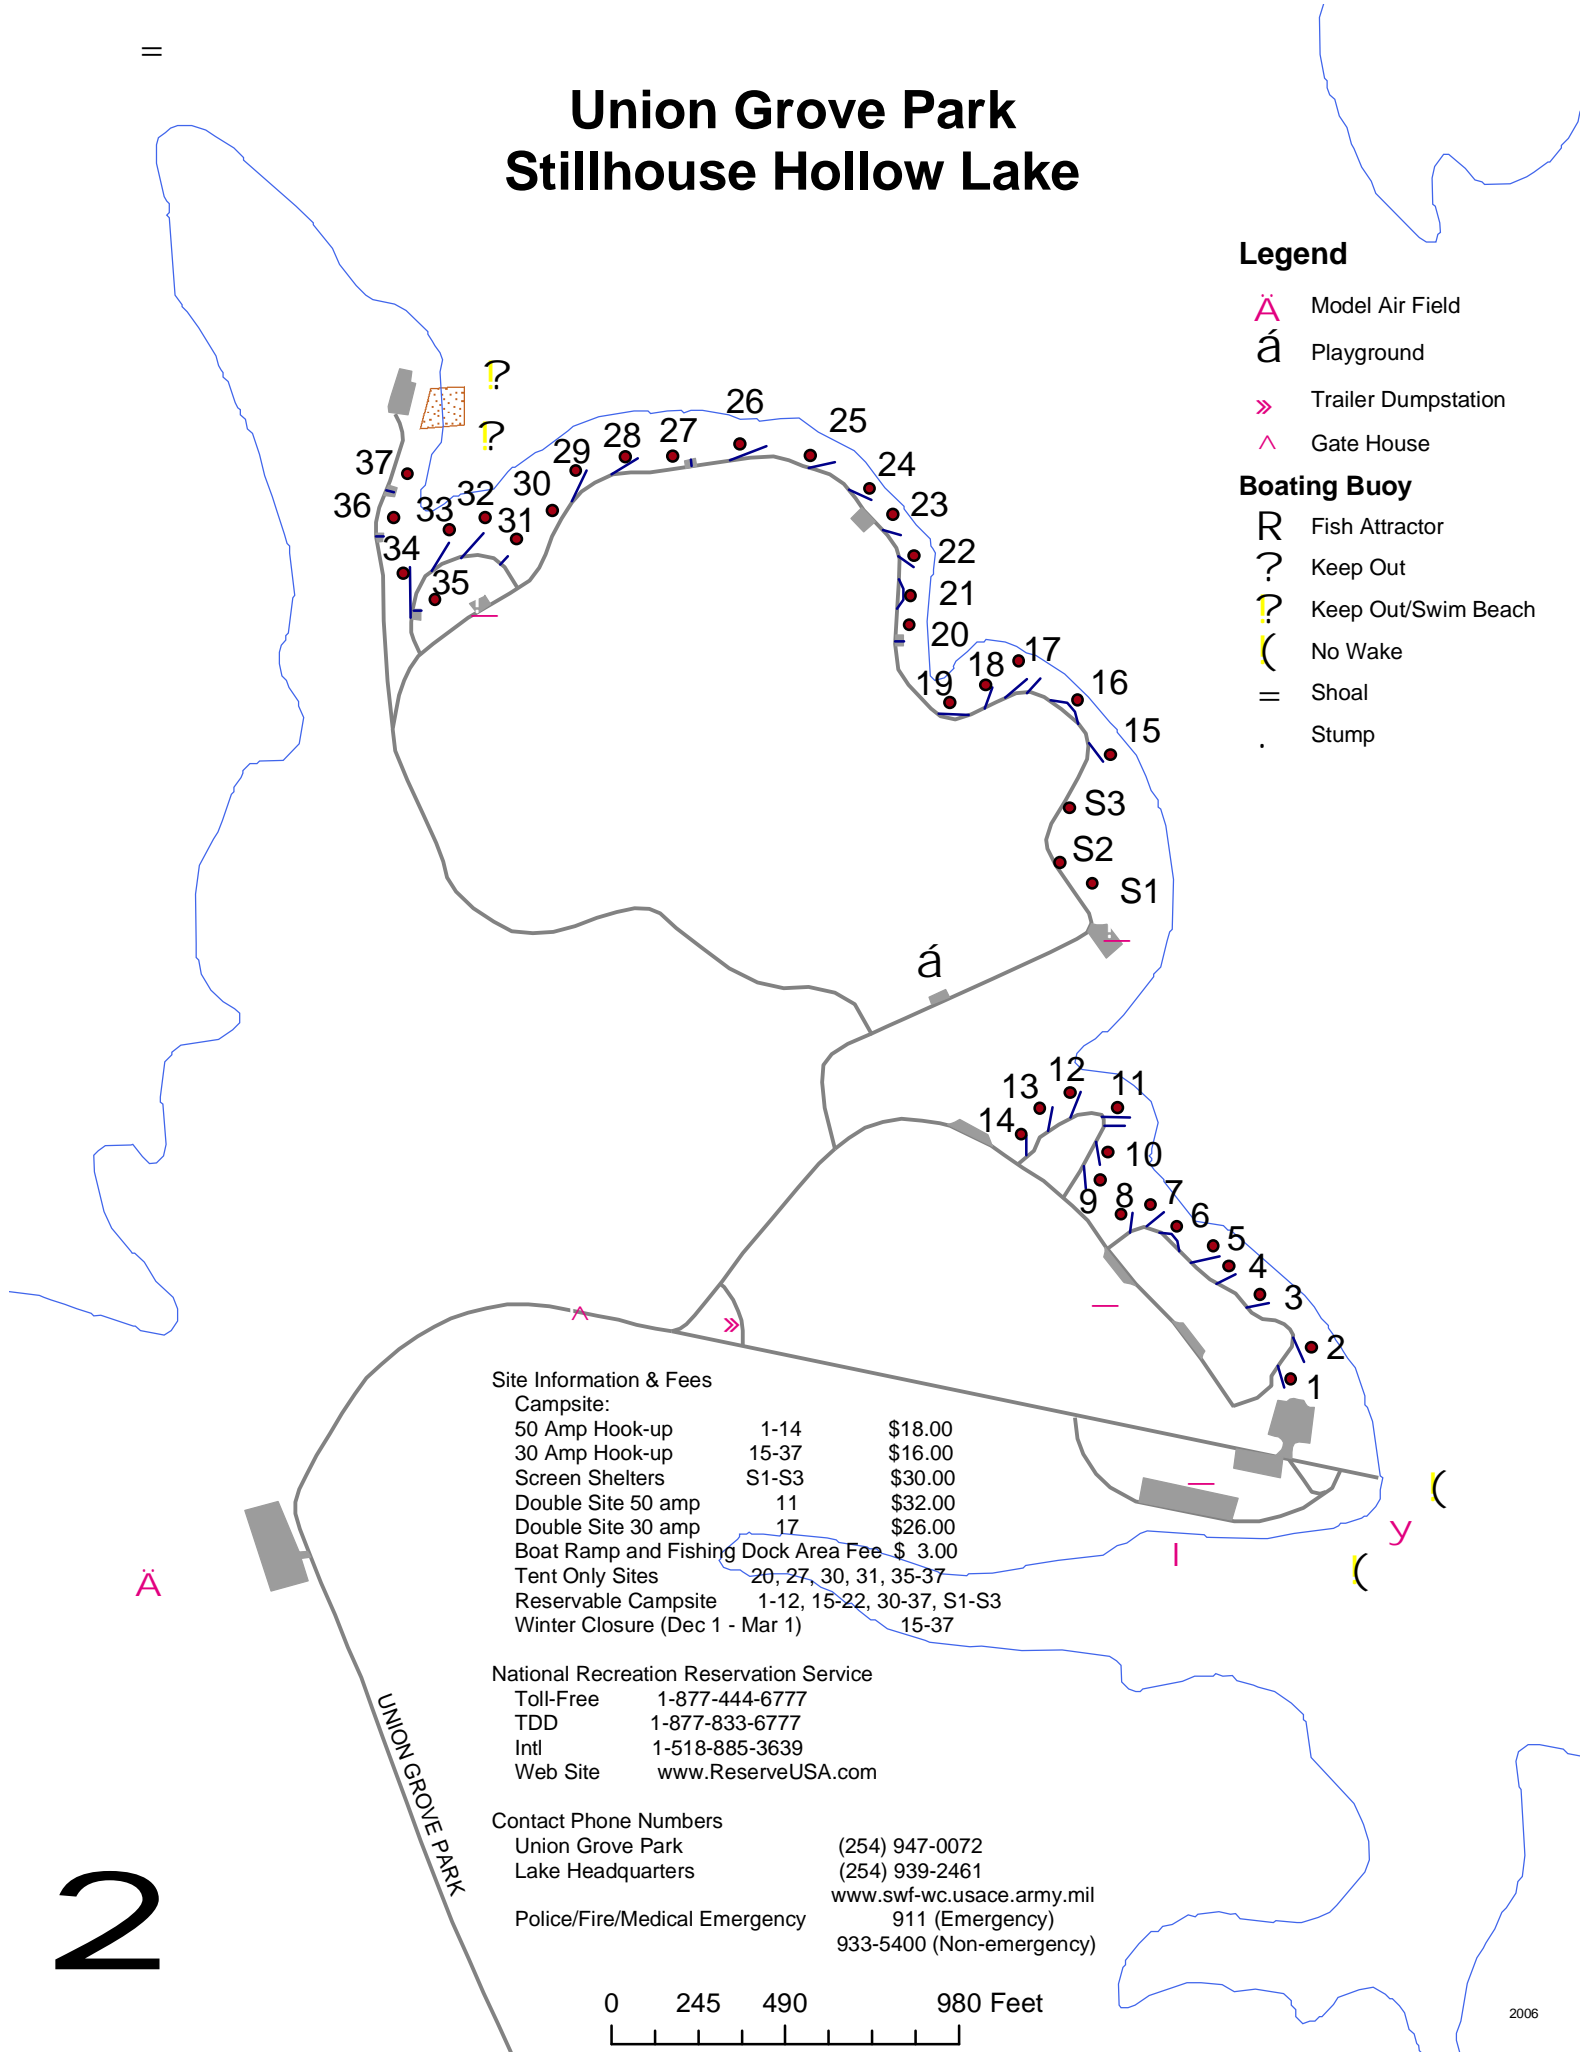 =
Union Grove Park
Stillhouse Hollow Lake
Legend
Ä Model Air Field
á Playground
» Trailer Dumpstation
^ Gate House
Boating Buoy
R Fish Attractor
? Keep Out
!? Keep Out/Swim Beach
( No Wake
= Shoal
. Stump
?
?
26
25
27
28
29
24
37
30
23
32
36
33
31
22
34
35
21
20
17
18
19
16
15
S3
S2
S1
á
12
13
11
14
10
9
8
7
6
5
4
3
2
1
^
»
Site Information & Fees
Campsite:
50 Amp Hook-up 1-14 $18.00
30 Amp Hook-up 15-37 $16.00
Screen Shelters S1-S3 $30.00
Double Site 50 amp 11 $32.00
Double Site 30 amp 17 $26.00
Boat Ramp and Fishing Dock Area Fee $ 3.00
Tent Only Sites 20, 27, 30, 31, 35-37
Reservable Campsite 1-12, 15-22, 30-37, S1-S3
Winter Closure (Dec 1 - Mar 1) 15-37
(
y
l
(
Ä
National Recreation Reservation Service
Toll-Free 1-877-444-6777
TDD 1-877-833-6777
Intl 1-518-885-3639
Web Site www.ReserveUSA.com
UNION GROVE PARK
Contact Phone Numbers
Union Grove Park (254) 947-0072
Lake Headquarters (254) 939-2461
www.swf-wc.usace.army.mil
Police/Fire/Medical Emergency 911 (Emergency)
933-5400 (Non-emergency)
2
0 245 490 980 Feet
2006